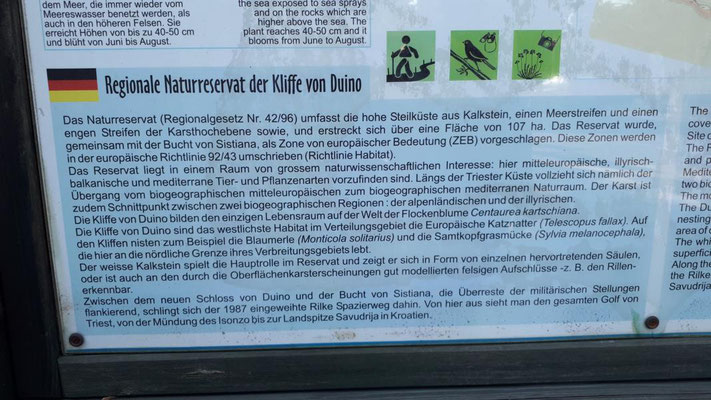 dem Meer, die immer wieder vom
Meereswasser benetzt werden, als
auch in den höheren Felsen. Sie
erreicht Höhen von bis zu 40-50 cm
und blüht von Juni bis August.
the sea exposed to sea sprays
and on the rocks which are
higher above the sea. The
plant reaches 40-50 cm and it
blooms from June to August.
Regionale Naturreservat der Kliffe von Duino
Das Naturreservat (Regionalgesetz Nr. 42/96) umfasst die hohe Steilküste aus Kalkstein, einen Meerstreifen und einen
engen Streifen der Karsthochebene sowie, und erstreckt sich über eine Fläche von 107 ha. Das Reservat wurde,
gemeinsam mit der Bucht von Sistiana, als Zone von europäischer Bedeutung (ZEB) vorgeschlagen. Diese Zonen werden
in der europäische Richtlinie 92/43 umschrieben (Richtlinie Habitat).
Das Reservat liegt in einem Raum von grossem naturwissenschaftlichen Interesse: hier mitteleuropäische, illyrisch-
balkanische und mediterrane Tier- und Pflanzenarten vorzufinden sind. Längs der Triester Küste vollzieht sich nämlich der
Übergang vom biogeographischen mitteleuropäischen zum biogeographischen mediterranen Naturraum. Der Karst ist
zudem Schnittpunkt zwischen zwei biogeographischen Regionen : der alpenländischen und der illyrischen.
Die Kliffe von Duino bilden den einzigen Lebensraum auf der Welt der Flockenblume Centaurea kartschiana.
Die Kliffe von Duino sind das westlichste Habitat im Verteilungsgebiet die Europäische Katznatter (Telescopus fallax). Auf
den Kliffen nisten zum Beispiel die Blaumerle (Monticola solitarius) und die Samtkopfgrasmücke (Sylvia melanocephala),
die hier an die nördliche Grenze ihres Verbreitungsgebiets lebt.
Der weisse Kalkstein spielt die Hauptrolle im Reservat und zeigt er sich in Form von einzelnen hervortretenden Säulen,
oder ist auch an den durch die Oberflächenkarsterscheinungen gut modellierten felsigen Aufschlüsse -z. B. den Rillen-
erkennbar.
Zwischen dem neuen Schloss von Duino und der Bucht von Sistiana, die Überreste der militärischen Stellungen
flankierend, schlingt sich der 1987 eingeweihte Rilke Spazierweg dahin. Von hier aus sieht man den gesamten Golf von
Triest, von der Mündung des Isonzo bis zur Landspitze Savudrija in Kroatien.
The
cove
Site o
The F
and p
Medite
two bio
The mo
The Du
nesting
area of
The whi
superfici
Along the
the Rilke
Savudrija